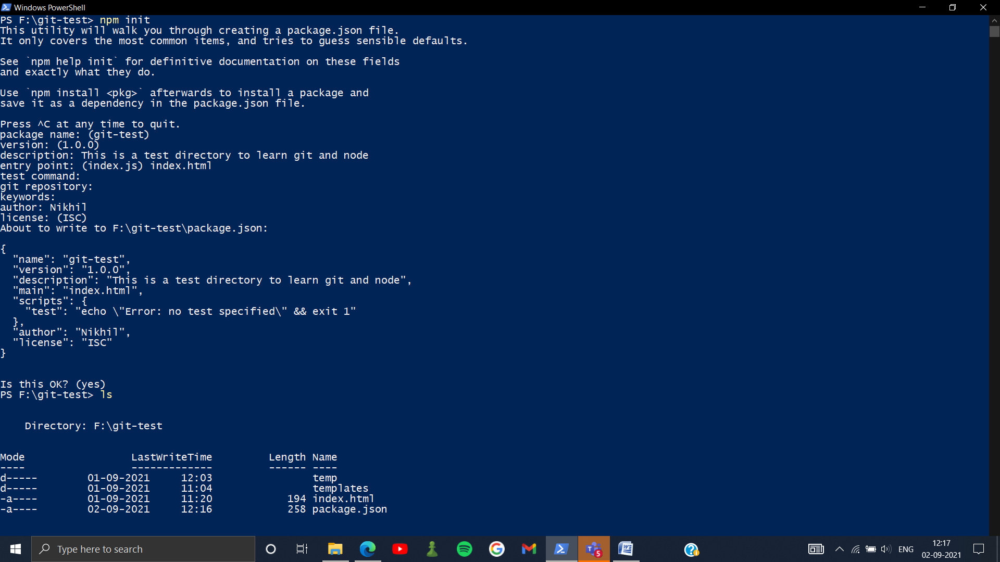 Windows PowerShell
PS F:\git-test> npm init
This utility will walk you through creating a package.json file.
It only covers the most common items, and tries to guess sensible defaults.
See `npm help init` for definitive documentation on these fields
and exactly what they do.
Use `npm install <pkg>` afterwards to install a package and
save it as a dependency in the package.json file.
Press ^C at any time to quit.
package name: (git-test)
version: (1.0.0)
description: This is a test directory to learn git and node
entry point: (index.js) index.html
test command:
git repository:
keywords:
author: Nikhil
license: (ISC)
About to write to F:\git-test\package.json:
{
  "name": "git-test",
  "version": "1.0.0",
  "description": "This is a test directory to learn git and node",
  "main": "index.html",
  "scripts": {
    "test": "echo \"Error: no test specified\" && exit 1"
  },
  "author": "Nikhil",
  "license": "ISC"
}
Is this OK? (yes)
PS F:\git-test> ls
    Directory: F:\git-test
Mode                 LastWriteTime         Length Name
----                 -------------         ------ ----
d-----        01-09-2021     12:03                temp
d-----        01-09-2021     11:04                templates
-a----        01-09-2021     11:20            194 index.html
-a----        02-09-2021     12:16            258 package.json
Type here to search
5
ENG
12:17
02-09-2021